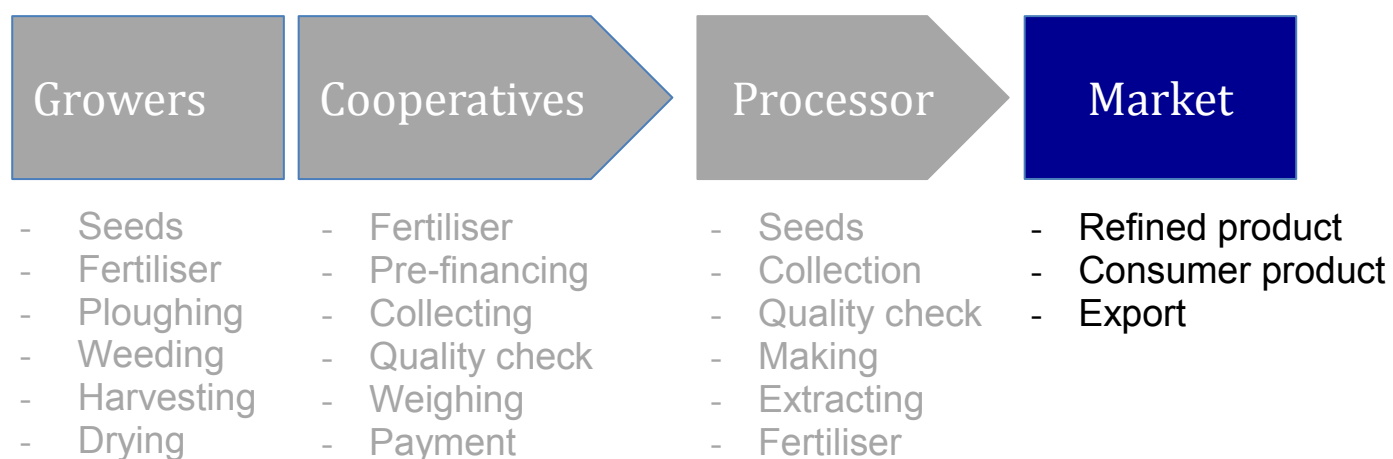 Growers
- Seeds
- Fertiliser
- Ploughing
- Weeding
- Harvesting
- Drying
Cooperatives
- Fertiliser
- Pre-financing
- Collecting
- Quality check
- Weighing
- Payment
Processor
- Seeds
- Collection
- Quality check
- Making
- Extracting
- Fertiliser
Market
- Refined product
- Consumer product
- Export